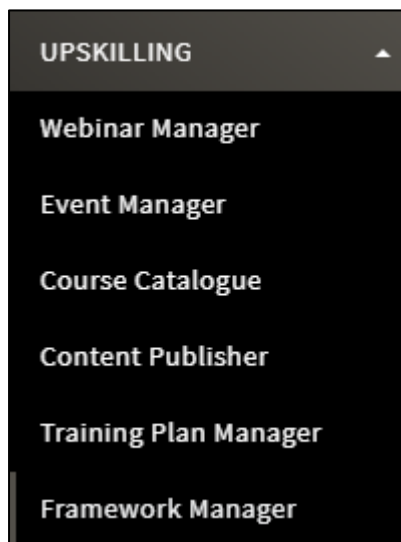 UPSKILLING
Webinar Manager
Event Manager
Course Catalogue
Content Publisher
Training Plan Manager
Framework Manager